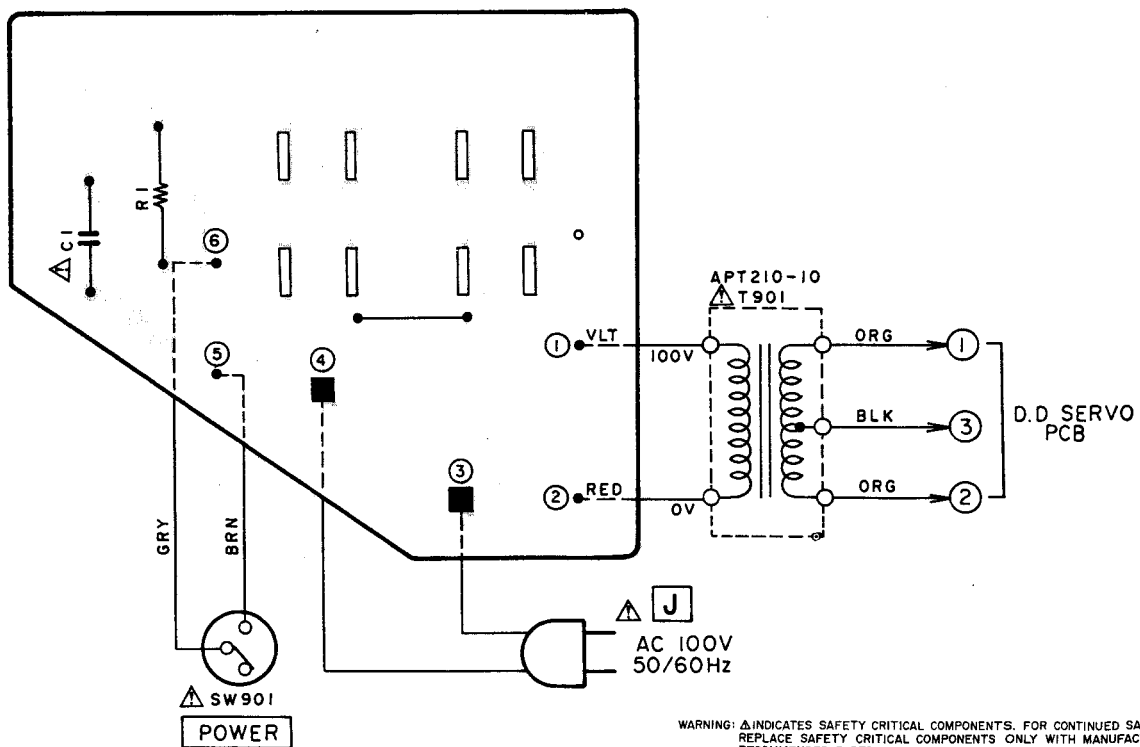 R1
C1
⑥
⑤
④
③
① VLT
② RED
100V
0V
APT210-10
T901
ORG
①
BLK
③
ORG
②
D.D SERVO
PCB
GRY
BRN
J
AC 100V
50/60Hz
SW901
POWER
WARNING: ⚠INDICATES SAFETY CRITICAL COMPONENTS. FOR CONTINUED SA
REPLACE SAFETY CRITICAL COMPONENTS ONLY WITH MANUFAC